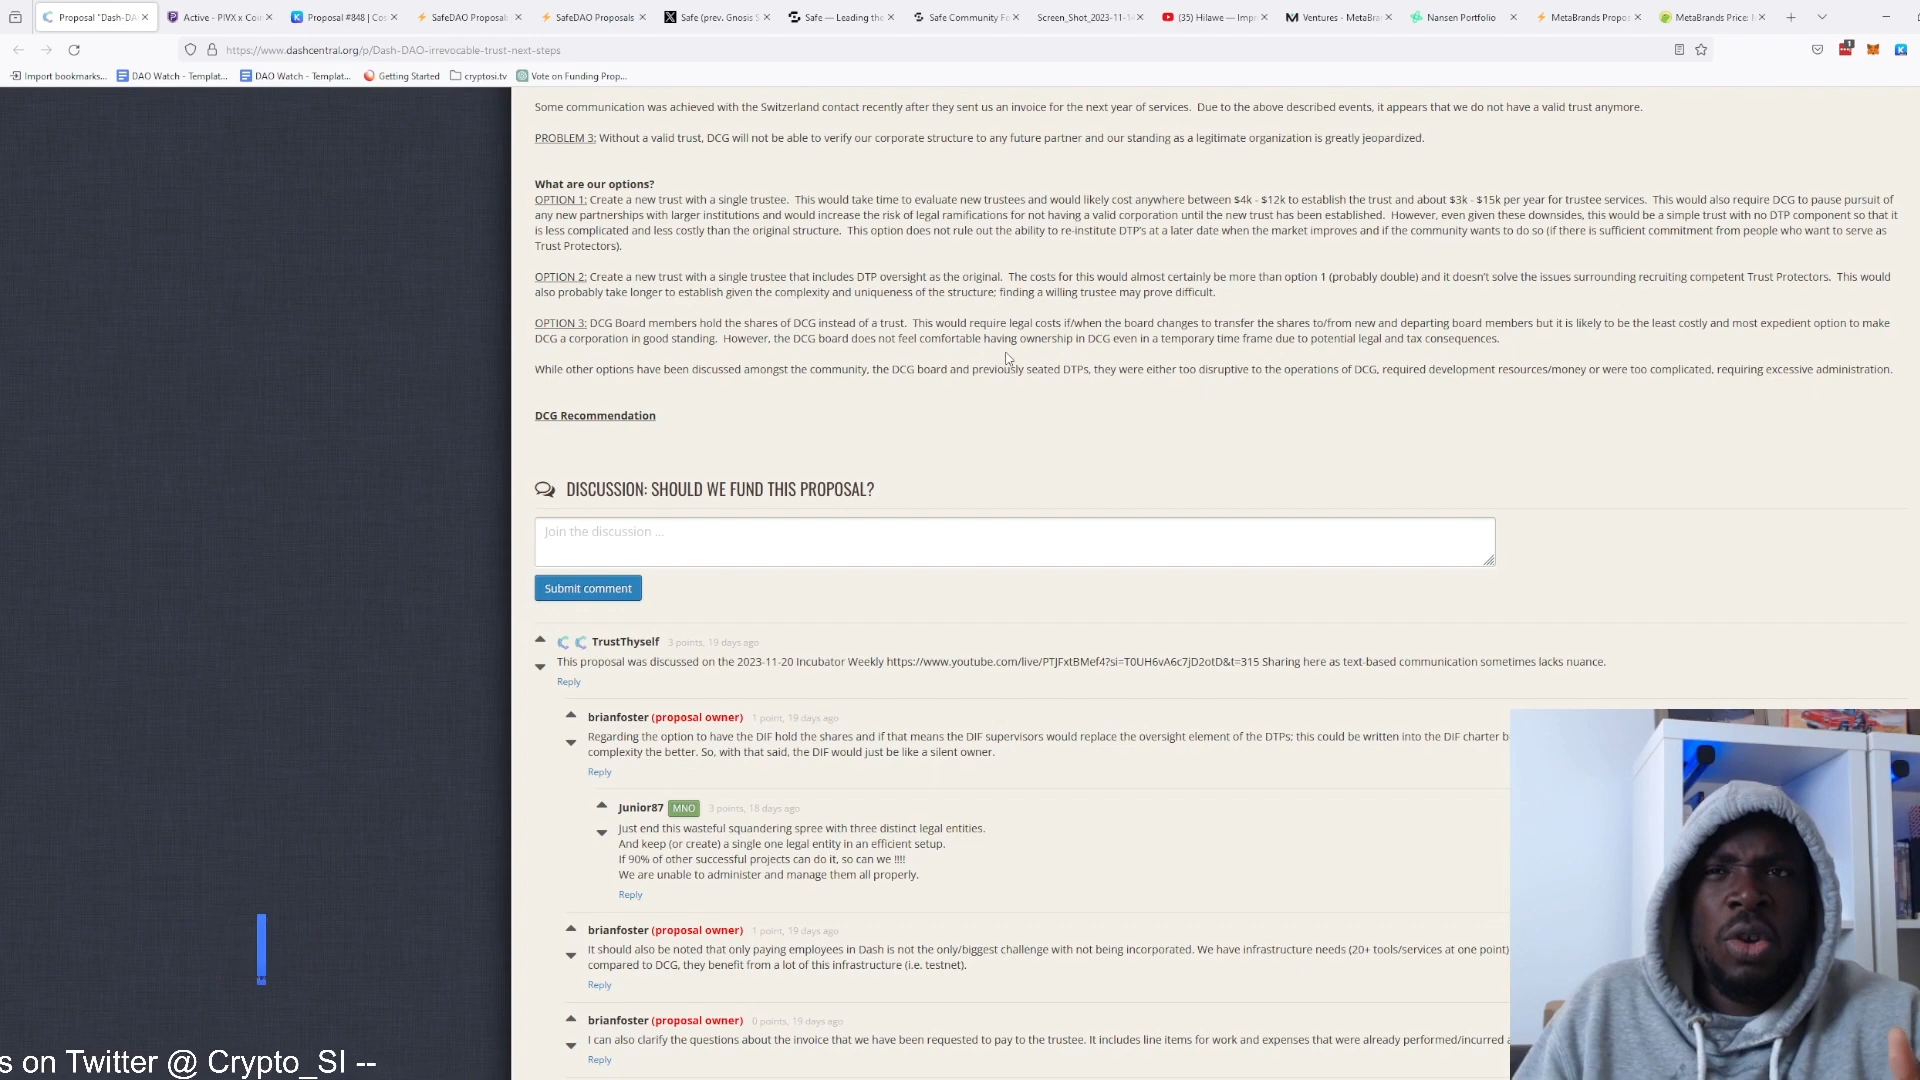 Proposal "Dash-DA
Active - PIVX x Coin
Proposal #848 | Cos
SafeDAO Proposal
SafeDAO Proposals
Safe (prev. Gnosis S
Safe — Leading the
Safe Community Fo
Screen_Shot_2023-11-1
(35) Hilawe — Impr
Ventures - MetaBra
Nansen Portfolio
MetaBrands Propo
MetaBrands Price:
https://www.dashcentral.org/p/Dash-DAO-irrevocable-trust-next-steps
Import bookmarks...
DAO Watch - Templat...
DAO Watch - Templat...
Getting Started
cryptosi.tv
Vote on Funding Prop...
Some communication was achieved with the Switzerland contact recently after they sent us an invoice for the next year of services. Due to the above described events, it appears that we do not have a valid trust anymore.
PROBLEM 3: Without a valid trust, DCG will not be able to verify our corporate structure to any future partner and our standing as a legitimate organization is greatly jeopardized.
What are our options?
OPTION 1: Create a new trust with a single trustee. This would take time to evaluate new trustees and would likely cost anywhere between $4k - $12k to establish the trust and about $3k - $15k per year for trustee services. This would also require DCG to pause pursuit of
any new partnerships with larger institutions and would increase the risk of legal ramifications for not having a valid corporation until the new trust has been established. However, even given these downsides, this would be a simple trust with no DTP component so that it
is less complicated and less costly than the original structure. This option does not rule out the ability to re-institute DTP's at a later date when the market improves and if the community wants to do so (if there is sufficient commitment from people who want to serve as
Trust Protectors).
OPTION 2: Create a new trust with a single trustee that includes DTP oversight as the original. The costs for this would almost certainly be more than option 1 (probably double) and it doesn't solve the issues surrounding recruiting competent Trust Protectors. This would
also probably take longer to establish given the complexity and uniqueness of the structure; finding a willing trustee may prove difficult.
OPTION 3: DCG Board members hold the shares of DCG instead of a trust. This would require legal costs if/when the board changes to transfer the shares to/from new and departing board members but it is likely to be the least costly and most expedient option to make
DCG a corporation in good standing. However, the DCG board does not feel comfortable having ownership in DCG even in a temporary time frame due to potential legal and tax consequences.
While other options have been discussed amongst the community, the DCG board and previously seated DTPs, they were either too disruptive to the operations of DCG, required development resources/money or were too complicated, requiring excessive administration.
DCG Recommendation
DISCUSSION: SHOULD WE FUND THIS PROPOSAL?
Join the discussion ...
Submit comment
TrustThyself 3 points, 19 days ago
This proposal was discussed on the 2023-11-20 Incubator Weekly https://www.youtube.com/live/PTJFxtBMef4?si=T0UH6vA6c7jD2otD&t=315 Sharing here as text-based communication sometimes lacks nuance.
Reply
brianfoster (proposal owner) 1 point, 19 days ago
Regarding the option to have the DIF hold the shares and if that means the DIF supervisors would replace the oversight element of the DTPs; this could be written into the DIF charter b
complexity the better. So, with that said, the DIF would just be like a silent owner.
Reply
Junior87 MNO 3 points, 18 days ago
Just end this wasteful squandering spree with three distinct legal entities.
And keep (or create) a single one legal entity in an efficient setup.
If 90% of other successful projects can do it, so can we !!!!
We are unable to administer and manage them all properly.
Reply
brianfoster (proposal owner) 1 point, 19 days ago
It should also be noted that only paying employees in Dash is not the only/biggest challenge with not being incorporated. We have infrastructure needs (20+ tools/services at one point)
compared to DCG, they benefit from a lot of this infrastructure (i.e. testnet).
Reply
brianfoster (proposal owner) 0 points, 19 days ago
I can also clarify the questions about the invoice that we have been requested to pay to the trustee. It includes line items for work and expenses that were already performed/incurred a
Reply
s on Twitter @ Crypto_SI --